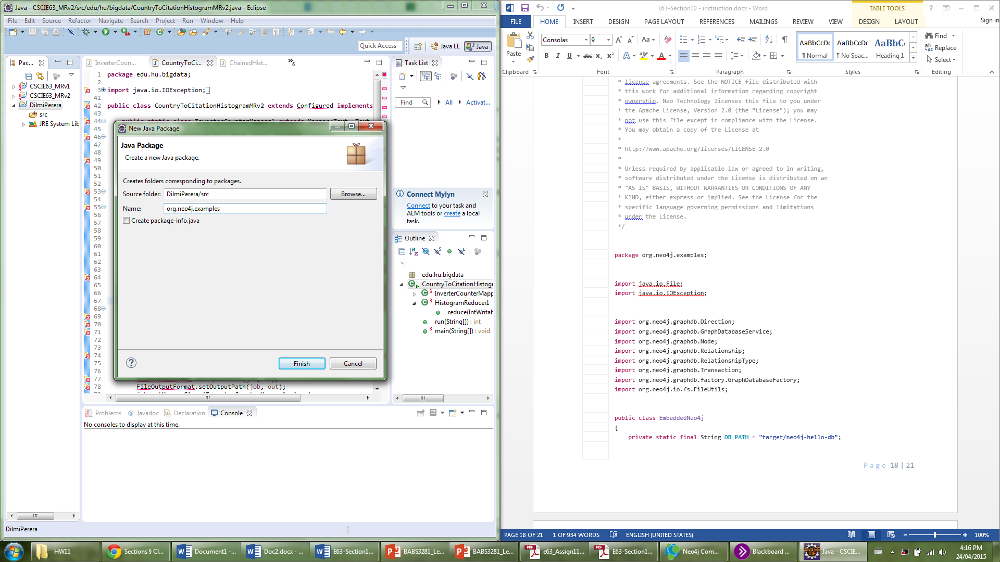 Java - CSCIE63_MRv2/src/edu/hu/bigdata/CountryToCitationHistogramMRv2.java - Eclipse
File Edit Source Refactor Navigate Search Project Run Window Help
Quick Access
Java EE
Java
Pac...
CSCIE63_MRv1
CSCIE63_MRv2
DilmiPerera
src
JRE System Lib
InverterCoun...
CountryToCi...
ChainedHist...
»6
1 package edu.hu.bigdata;
2
3 import java.io.IOException;
41
42 public class CountryToCitationHistogramMRv2 extends Configured implements
43
44
45
46
47
48
49
50
51
52
53
54
55
56
57
58
59
60
61
62
63
64
65
66
67
68
69
70
71
72
73
74
75
76
77
78 FileOutputFormat.setOutputPath(job, out);
New Java Package
Java Package
Create a new Java package.
Creates folders corresponding to packages.
Source folder: DilmiPerera/src
Browse...
Name: org.neo4j.examples
Create package-info.java
Finish
Cancel
Task List
Find
All
Activat...
Connect Mylyn
Connect to your task and
ALM tools or create a local
task.
Outline
edu.hu.bigdata
CountryToCitationHistogr
InverterCounterMapp
HistogramReducer1
reduce(IntWritab
run(String[]) : int
main(String[]) : void
Problems
Javadoc
Declaration
Console
No consoles to display at this time.
DilmiPerera
E63-Section10 - instruction.docx - Word
TABLE TOOLS
FILE HOME INSERT DESIGN PAGE LAYOUT REFERENCES MAILINGS REVIEW VIEW DESIGN LAYOUT
Sign in
Paste
Consolas
9
AaBbCcDc
¶ Normal
AaBbCcDc
¶ No Spac...
AaBbC
Heading 1
Find
Replace
Select
Clipboard
Font
Paragraph
Styles
Editing
* license agreements. See the NOTICE file distributed with
* this work for additional information regarding copyright
* ownership. Neo Technology licenses this file to you under
* the Apache License, Version 2.0 (the "License"); you may
* not use this file except in compliance with the License.
* You may obtain a copy of the License at
*
* http://www.apache.org/licenses/LICENSE-2.0
*
* Unless required by applicable law or agreed to in writing,
* software distributed under the License is distributed on an
* "AS IS" BASIS, WITHOUT WARRANTIES OR CONDITIONS OF ANY
* KIND, either express or implied. See the License for the
* specific language governing permissions and limitations
* under the License.
*/
package org.neo4j.examples;
import java.io.File;
import java.io.IOException;
import org.neo4j.graphdb.Direction;
import org.neo4j.graphdb.GraphDatabaseService;
import org.neo4j.graphdb.Node;
import org.neo4j.graphdb.Relationship;
import org.neo4j.graphdb.RelationshipType;
import org.neo4j.graphdb.Transaction;
import org.neo4j.graphdb.factory.GraphDatabaseFactory;
import org.neo4j.io.fs.FileUtils;
public class EmbeddedNeo4j
{
private static final String DB_PATH = "target/neo4j-hello-db";
Page 18 | 21
PAGE 18 OF 21
1 OF 934 WORDS
ENGLISH (UNITED STATES)
100%
HW11
Sections § Cl...
Document1 -...
Doc2.docx - ...
E63-Section1...
BABS3281_Le...
BABS3281_Le...
e63_Assign11...
E63-Section1...
Neo4j Com...
Blackboard ...
Java - CSCIE...
4:16 PM
24/04/2015